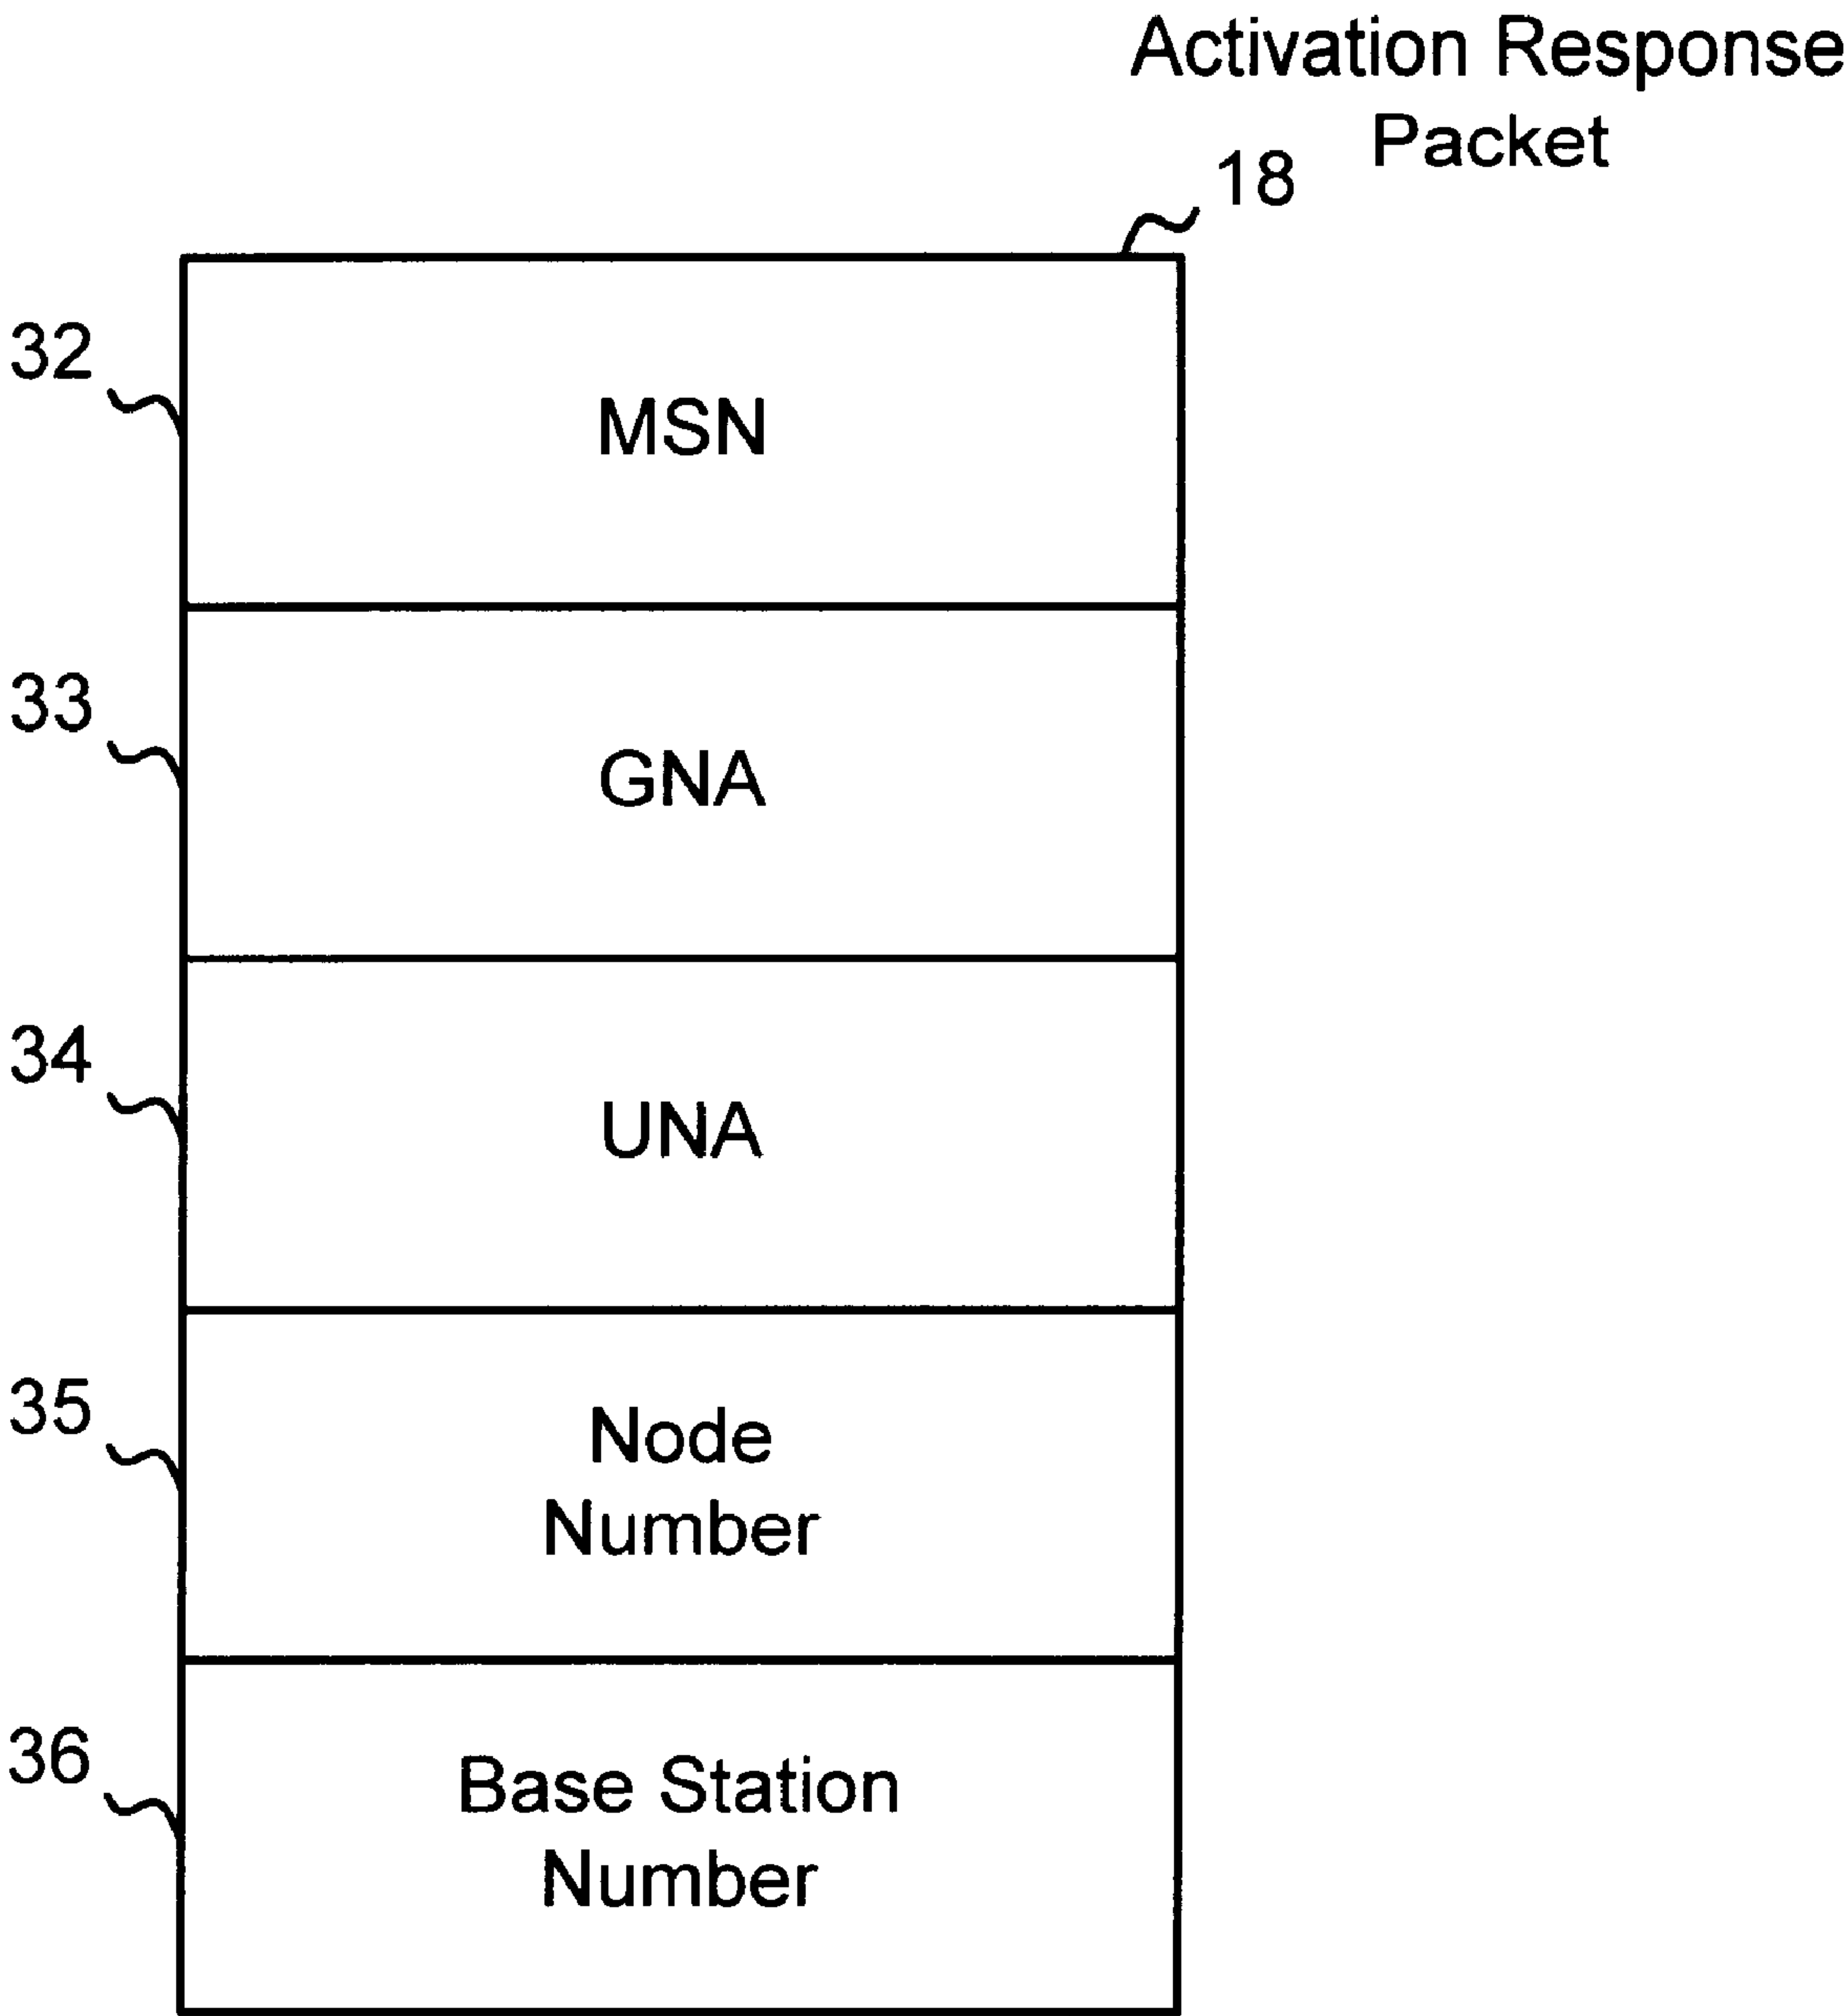 Activation Response
Packet
18
32
MSN
33
GNA
34
UNA
35
Node
Number
36
Base Station
Number